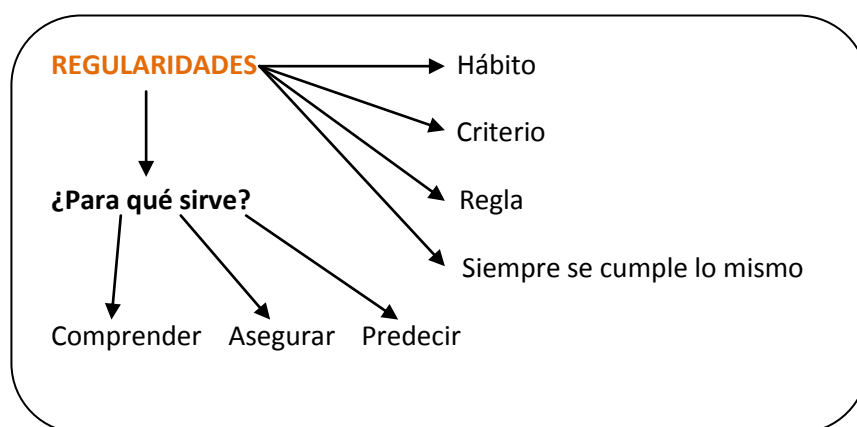 REGULARIDADES
Hábito
Criterio
¿Para qué sirve?
Regla
Siempre se cumple lo mismo
Comprender Asegurar Predecir